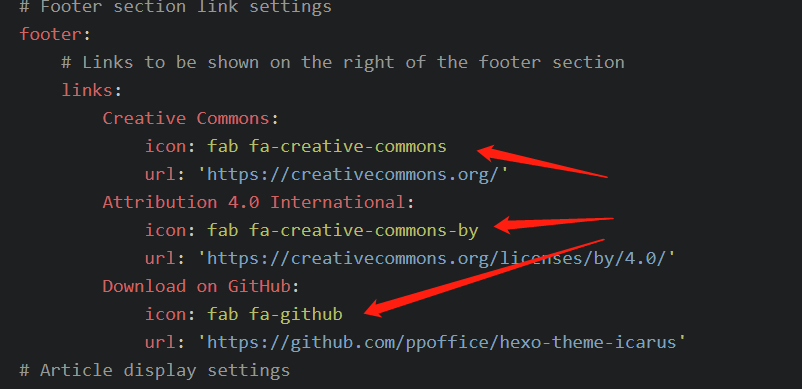 # Footer section link settings
footer:
# Links to be shown on the right of the footer section
links:
Creative Commons:
icon: fab fa-creative-commons
url: 'https://creativecommons.org/'
Attribution 4.0 International:
icon: fab fa-creative-commons-by
url: 'https://creativecommons.org/licenses/by/4.0/'
Download on GitHub:
icon: fab fa-github
url: 'https://github.com/ppoffice/hexo-theme-icarus'
# Article display settings